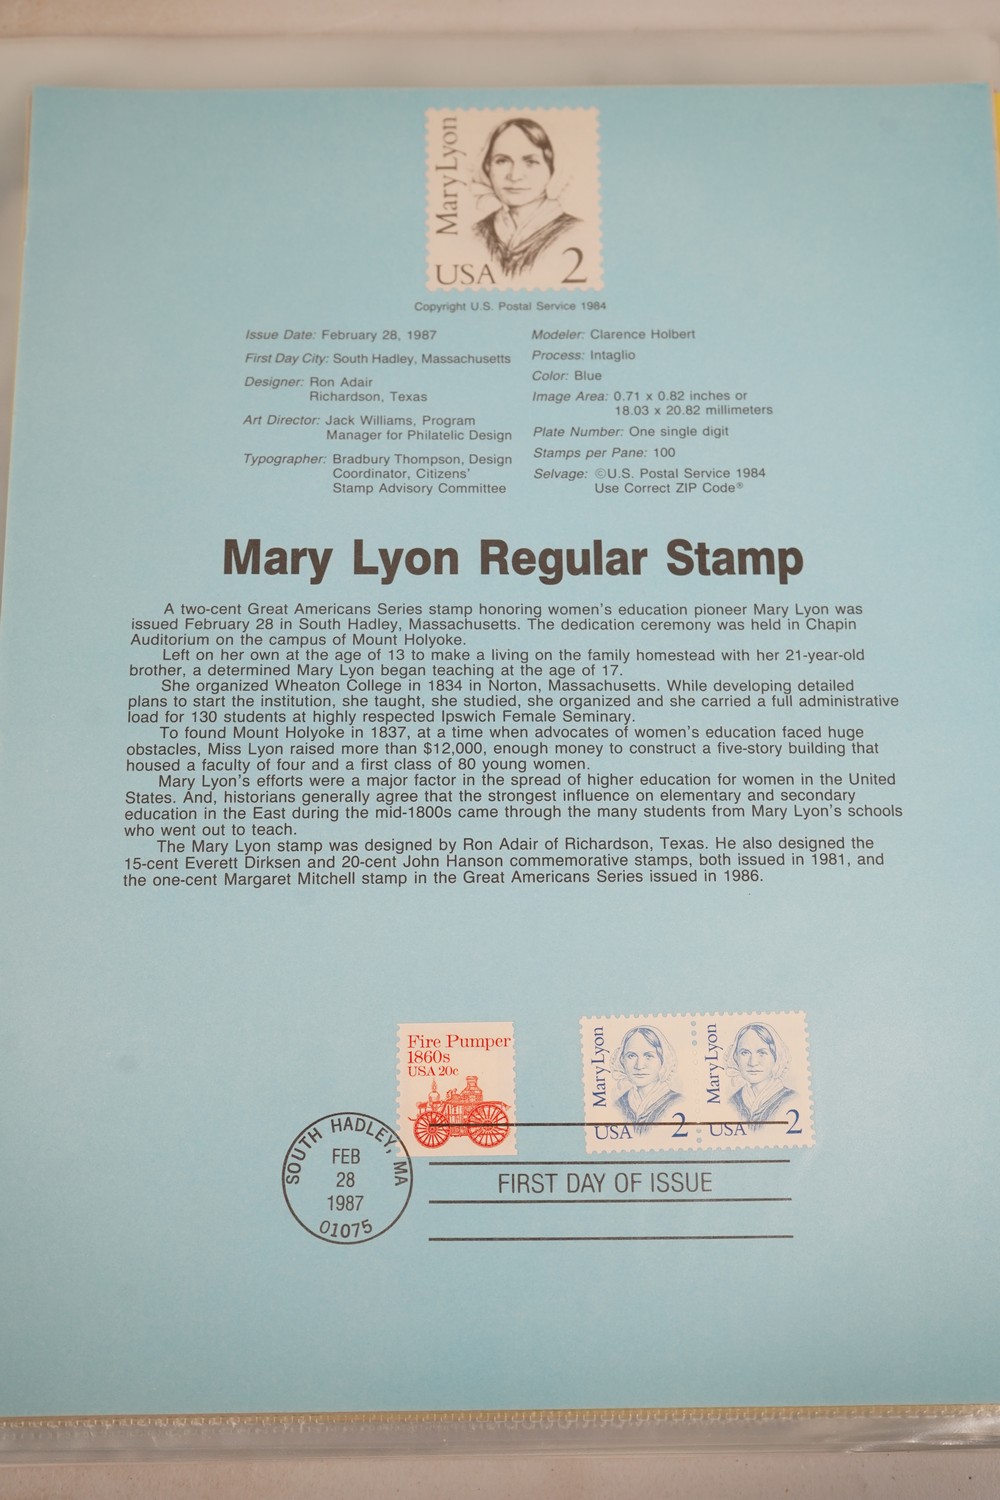 Mary Lyon
USA 2
Copyright U.S. Postal Service 1984
Issue Date: February 28, 1987
First Day City: South Hadley, Massachusetts
Designer: Ron Adair
Richardson, Texas
Art Director: Jack Williams, Program
Manager for Philatelic Design
Typographer: Bradbury Thompson, Design
Coordinator, Citizens'
Stamp Advisory Committee
Modeler: Clarence Holbert
Process: Intaglio
Color: Blue
Image Area: 0.71 x 0.82 inches or
18.03 x 20.82 millimeters
Plate Number: One single digit
Stamps per Pane: 100
Selvage: ©U.S. Postal Service 1984
Use Correct ZIP Code®
Mary Lyon Regular Stamp
A two-cent Great Americans Series stamp honoring women's education pioneer Mary Lyon was
issued February 28 in South Hadley, Massachusetts. The dedication ceremony was held in Chapin
Auditorium on the campus of Mount Holyoke.
Left on her own at the age of 13 to make a living on the family homestead with her 21-year-old
brother, a determined Mary Lyon began teaching at the age of 17.
She organized Wheaton College in 1834 in Norton, Massachusetts. While developing detailed
plans to start the institution, she taught, she studied, she organized and she carried a full administrative
load for 130 students at highly respected Ipswich Female Seminary.
To found Mount Holyoke in 1837, at a time when advocates of women's education faced huge
obstacles, Miss Lyon raised more than $12,000, enough money to construct a five-story building that
housed a faculty of four and a first class of 80 young women.
Mary Lyon's efforts were a major factor in the spread of higher education for women in the United
States. And, historians generally agree that the strongest influence on elementary and secondary
education in the East during the mid-1800s came through the many students from Mary Lyon's schools
who went out to teach.
The Mary Lyon stamp was designed by Ron Adair of Richardson, Texas. He also designed the
15-cent Everett Dirksen and 20-cent John Hanson commemorative stamps, both issued in 1981, and
the one-cent Margaret Mitchell stamp in the Great Americans Series issued in 1986.
Fire Pumper
1860s
USA 20c
Mary Lyon
USA 2
Mary Lyon
USA 2
SOUTH HADLEY, MA
FEB
28
1987
01075
FIRST DAY OF ISSUE